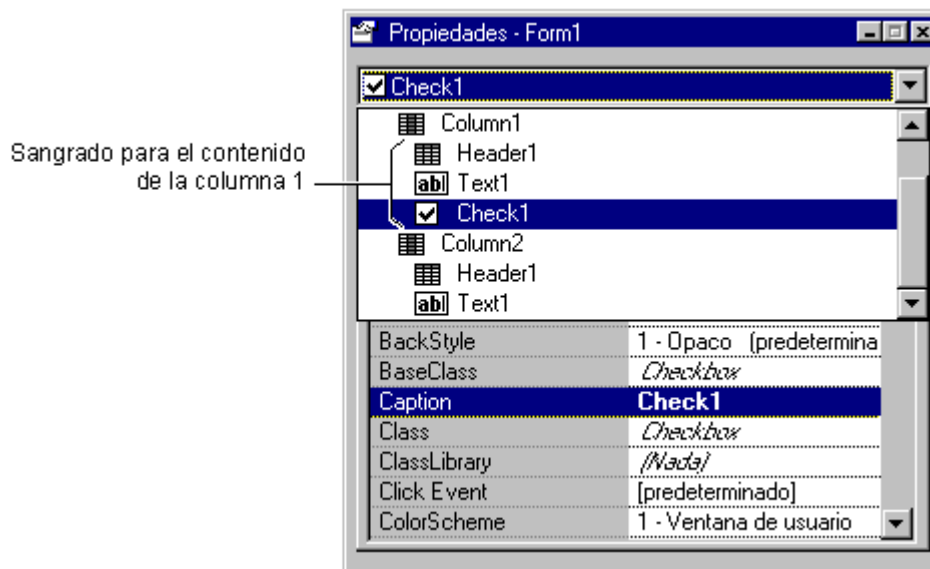 Propiedades - Form1
Check1
Column1
Sangrado para el contenido
de la columna 1
Header1
abl Text1
Check1
Column2
Header1
abl Text1
BackStyle 1 - Opaco (predetermina
BaseClass Checkbox
Caption Check1
Class Checkbox
ClassLibrary (Nada)
Click Event [predeterminado]
ColorScheme 1 - Ventana de usuario